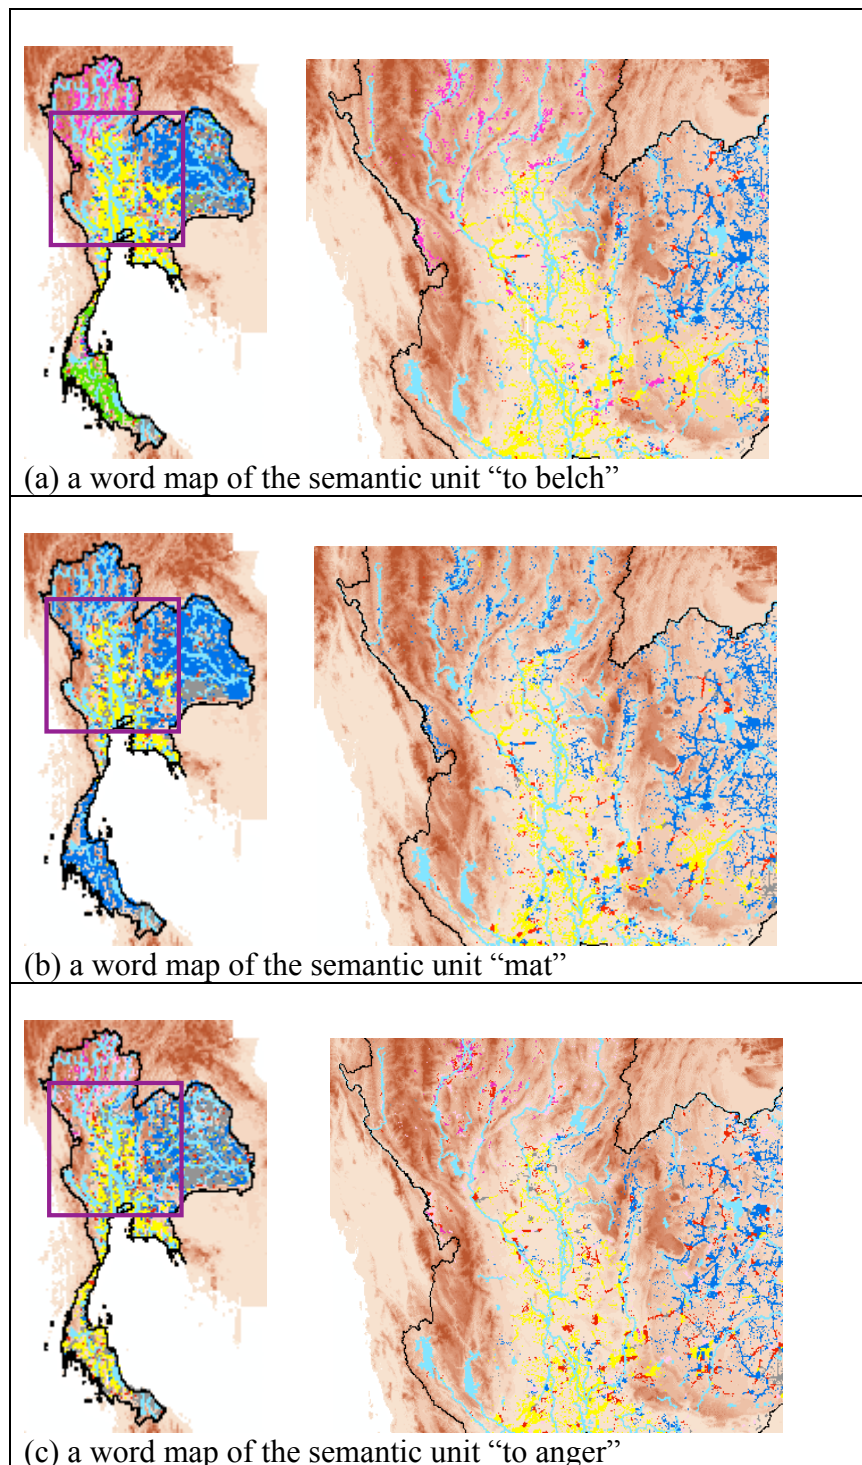 (a) a word map of the semantic unit “to belch”
(b) a word map of the semantic unit “mat”
(c) a word map of the semantic unit “to anger”